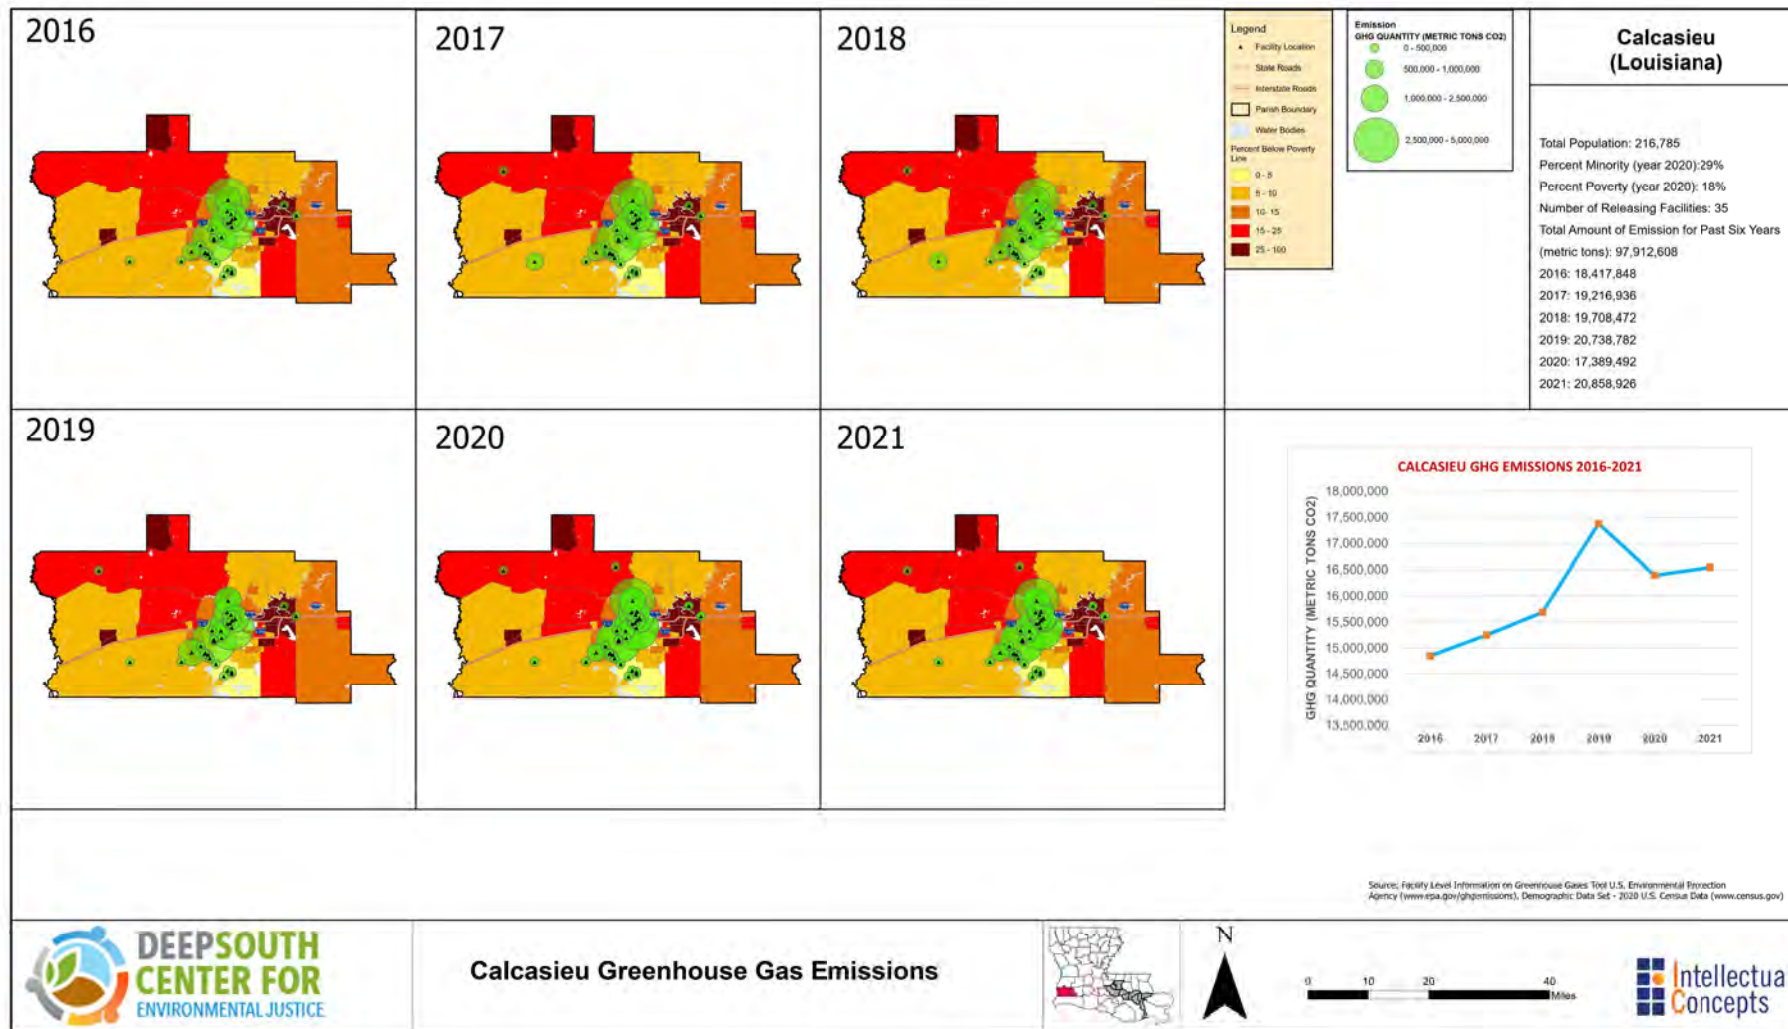 2016
2017
2018
Legend
Facility Location
State Roads
Interstate Roads
Parish Boundary
Water Bodies
Percent Below Poverty
Line
0 - 5
5 - 10
10- 15
15 - 25
25 - 100
Emission
GHG QUANTITY (METRIC TONS CO2)
0 - 500,000
500,000 - 1,000,000
1,000,000 - 2,500,000
2,500,000 - 5,000,000
Calcasieu
(Louisiana)
Total Population: 216,785
Percent Minority (year 2020):29%
Percent Poverty (year 2020): 18%
Number of Releasing Facilities: 35
Total Amount of Emission for Past Six Years
(metric tons): 97,912,608
2016: 18,417,848
2017: 19,216,936
2018: 19,708,472
2019: 20,738,782
2020: 17,389,492
2021: 20,858,926
2019
2020
2021
CALCASIEU GHG EMISSIONS 2016-2021
GHG QUANTITY (METRIC TONS CO2)
18,000,000
17,500,000
17,000,000
16,500,000
16,000,000
15,500,000
15,000,000
14,500,000
14,000,000
13,500,000
2016 2017 2018 2019 2020 2021
Source: Facility Level Information on Greenhouse Gases Tool U.S. Environmental Protection
Agency (www.epa.gov/ghgemissions), Demographic Data Set - 2020 U.S. Census Data (www.census.gov)
DEEPSOUTH
CENTER FOR
ENVIRONMENTAL JUSTICE
Calcasieu Greenhouse Gas Emissions
N
0 10 20 40
Miles
Intellectua
Concepts